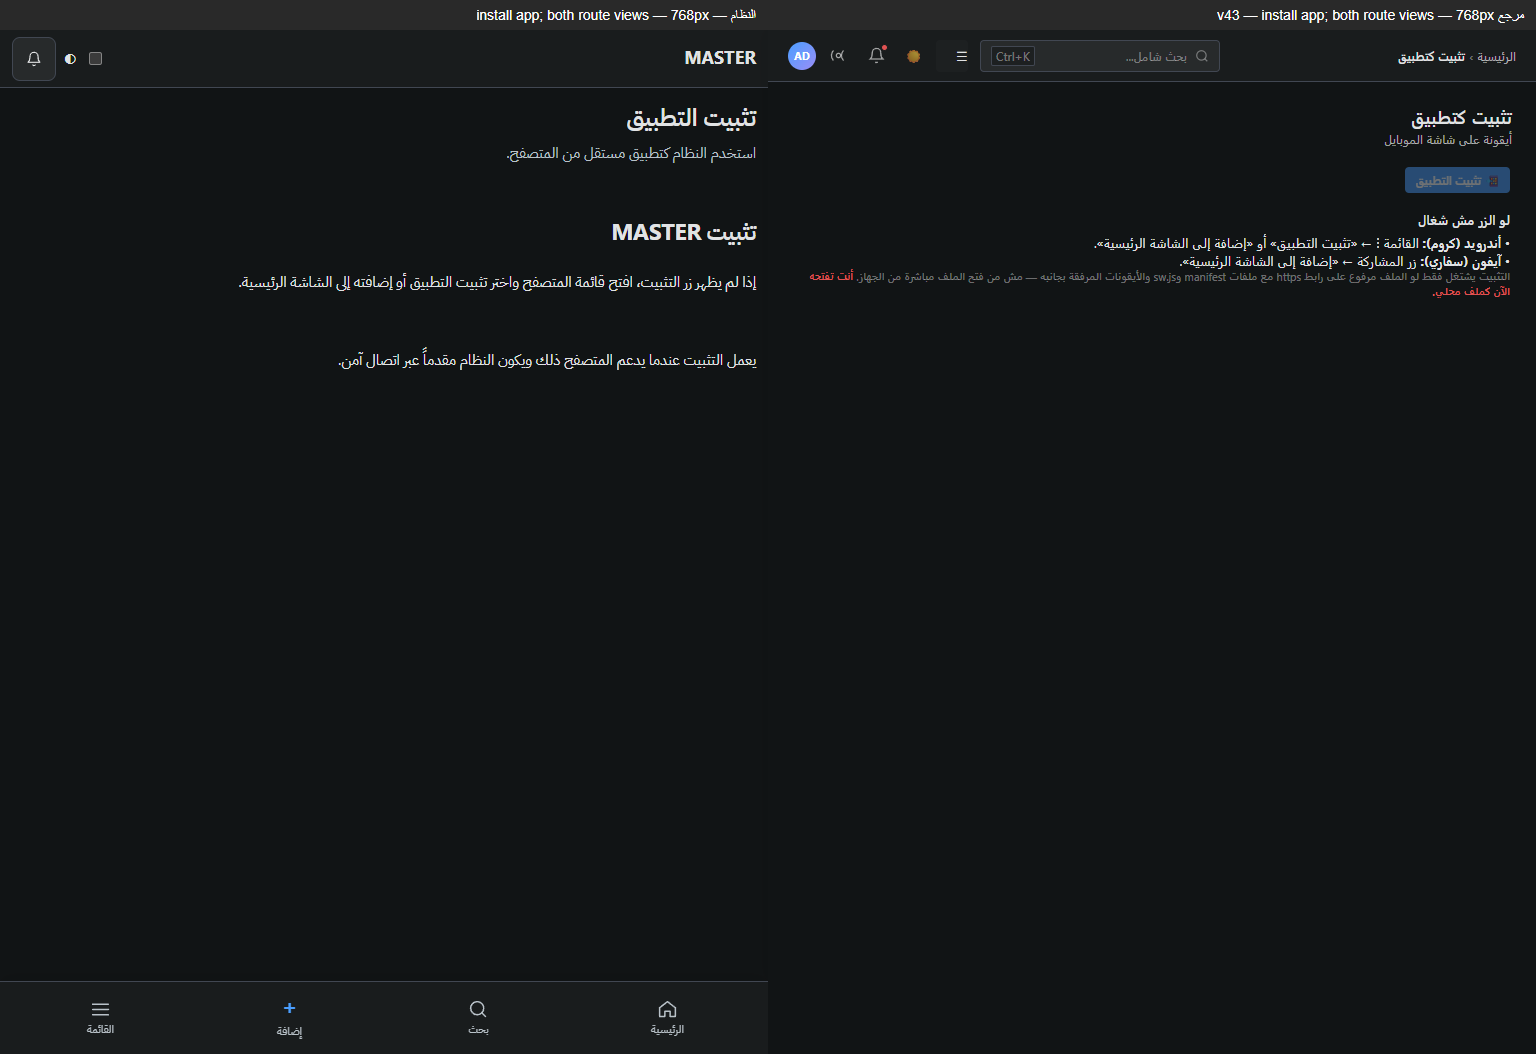 مرجع v43 — install app; both route views — 768px
الرئيسية › تثبيت كتطبيق
بحث شامل...
Ctrl+K
AD
تثبيت كتطبيق
أيقونة على شاشة الموبايل
تثبيت التطبيق
لو الزر مش شغال
• أندرويد (كروم): القائمة ⋮ ← «تثبيت التطبيق» أو «إضافة إلى الشاشة الرئيسية».
• آيفون (سفاري): زر المشاركة ← «إضافة إلى الشاشة الرئيسية».
التثبيت يشتغل فقط لو الملف مرفوع على رابط https مع ملفات manifest وsw.js والأيقونات المرفقة بجانبه — مش من فتح الملف مباشرة من الجهاز. أنت تفتحه
الآن كملف محلي.
النظام — install app; both route views — 768px
MASTER
تثبيت التطبيق
استخدم النظام كتطبيق مستقل من المتصفح.
تثبيت MASTER
إذا لم يظهر زر التثبيت، افتح قائمة المتصفح واختر تثبيت التطبيق أو إضافته إلى الشاشة الرئيسية.
يعمل التثبيت عندما يدعم المتصفح ذلك ويكون النظام مقدماً عبر اتصال آمن.
الرئيسية
بحث
إضافة
القائمة